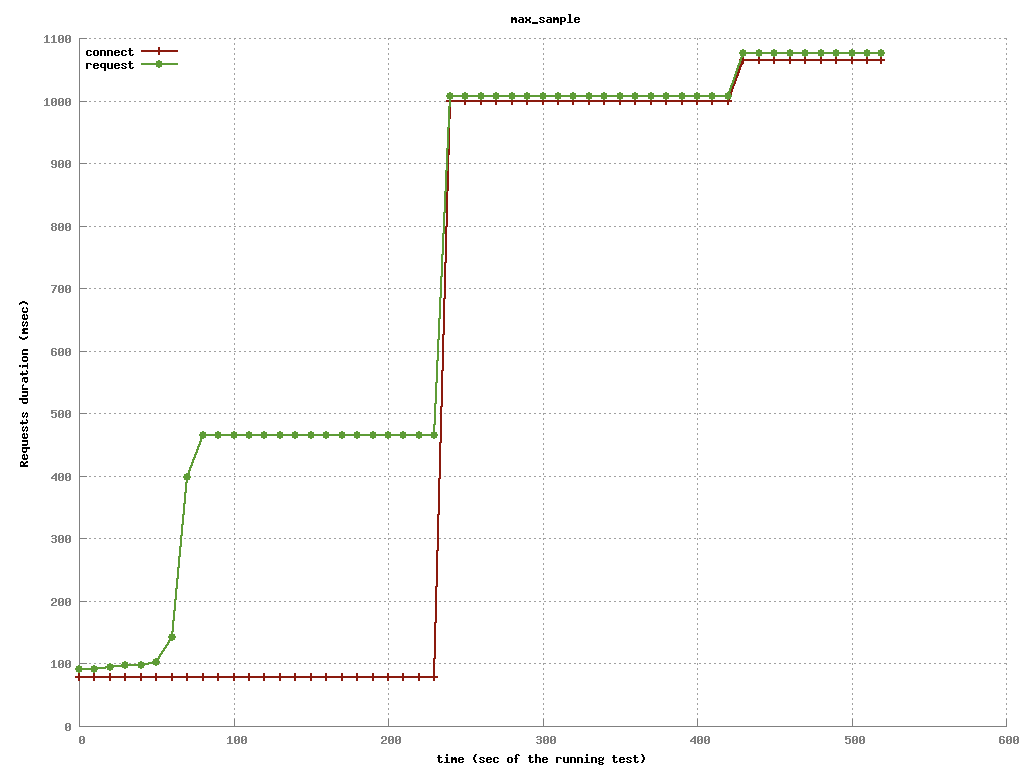 max_sample
connect
request
1100
1000
900
800
700
600
500
400
300
200
100
0
Requests duration (msec)
0 100 200 300 400 500 600
time (sec of the running test)